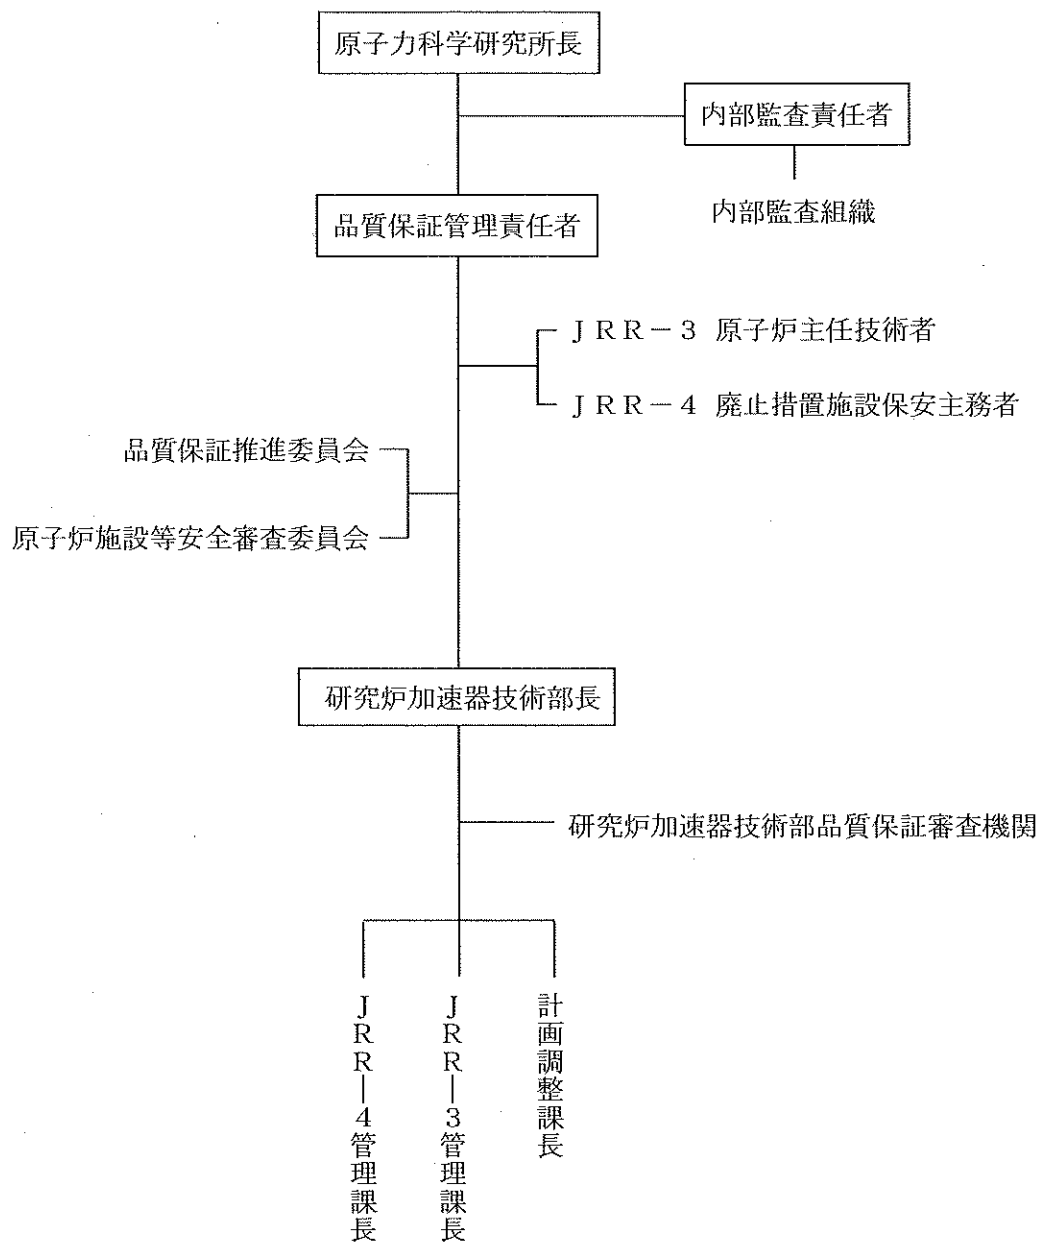 原子力科学研究所長
内部監査責任者
内部監査組織
品質保証管理責任者
JRR-3 原子炉主任技術者
JRR-4 廃止措置施設保安主務者
品質保証推進委員会
原子炉施設等安全審査委員会
研究炉加速器技術部長
研究炉加速器技術部品質保証審査機関
JRR-4管理課長
JRR-3管理課長
計画調整課長